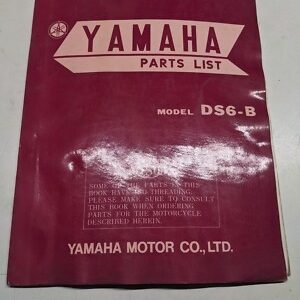 YAMAHA
PARTS LIST
MODEL DS6-B
SOME OF THE PARTS IN THIS
BOOK HAVE THREADING.
PLEASE MAKE SURE TO CONSULT
THIS BOOK WHEN ORDERING
PARTS FOR THE MOTORCYCLE
DESCRIBED HEREIN.
YAMAHA MOTOR CO., LTD.